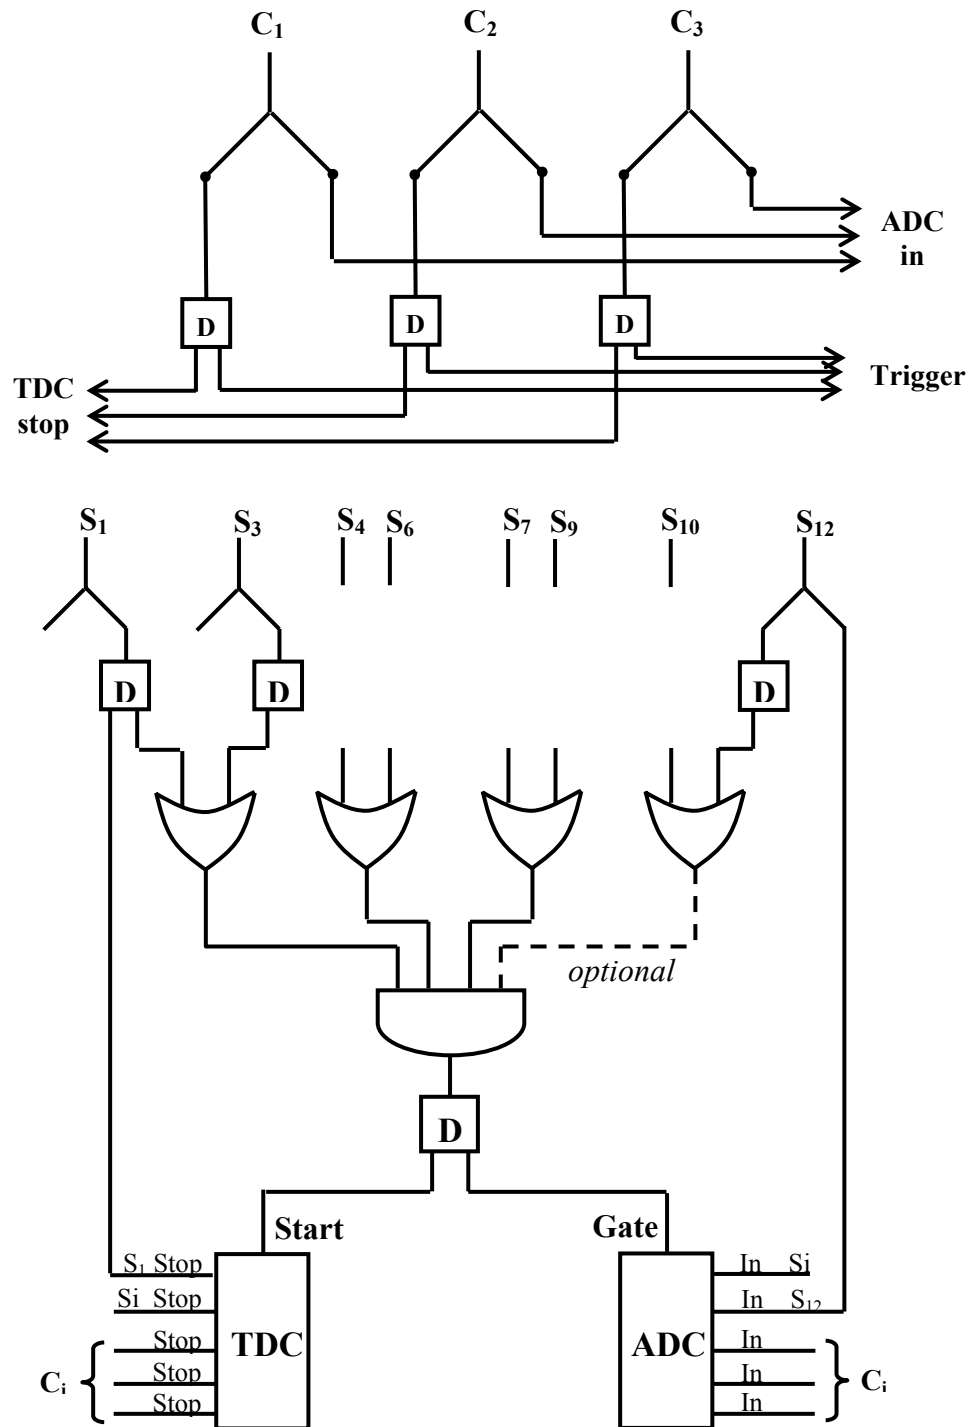 C₁ C₂ C₃
ADC
in
D D D
TDC
stop
Trigger
S₁ S₃ S₄ S₆ S₇ S₉ S₁₀ S₁₂
D D D
optional
D
Start Gate
S₁ Stop In Si
Si Stop In S₁₂
TDC ADC
Stop In
Stop In
Stop In
Cᵢ Cᵢ